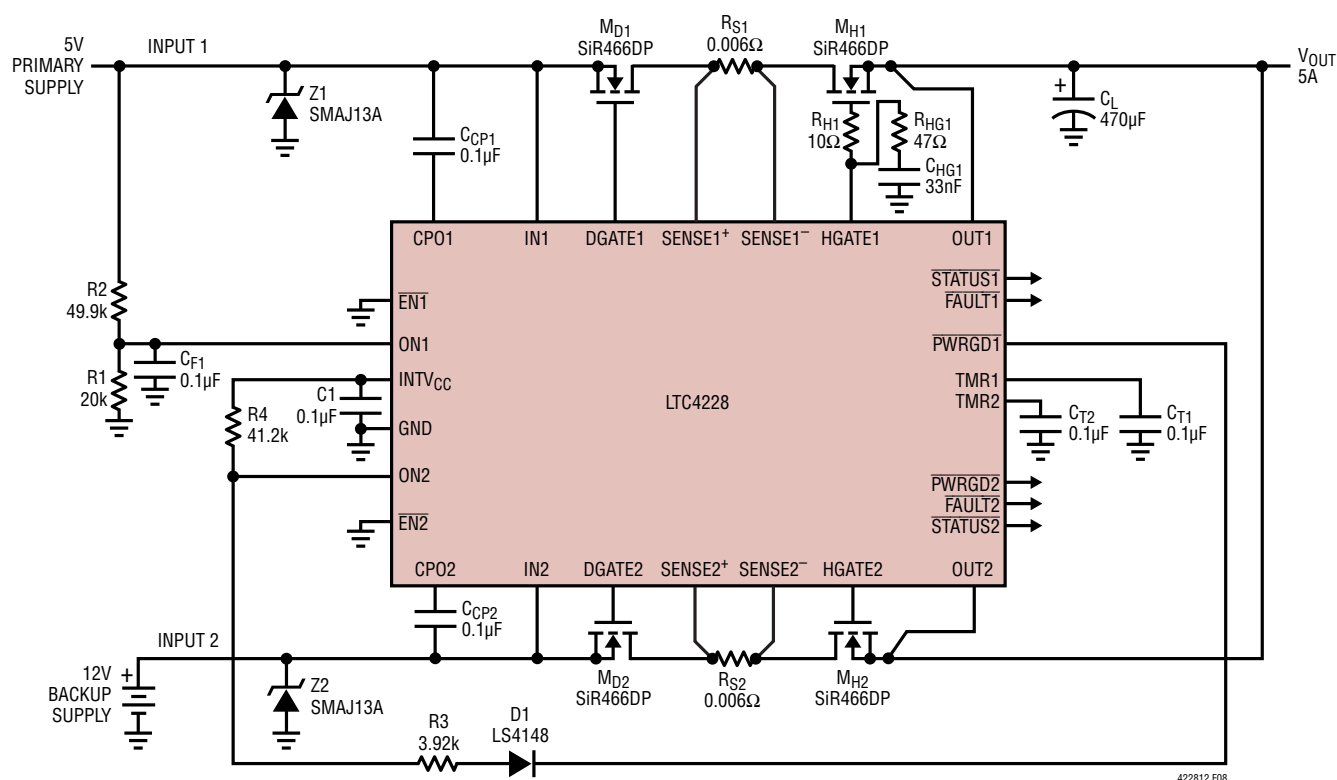 5V
PRIMARY
SUPPLY
INPUT 1
Z1
SMAJ13A
CCP1
0.1µF
MD1
SiR466DP
RS1
0.006Ω
MH1
SiR466DP
RH1
10Ω
RHG1
47Ω
CHG1
33nF
+
CL
470µF
VOUT
5A
CPO1
IN1
DGATE1
SENSE1+
SENSE1−
HGATE1
OUT1
R2
49.9k
CF1
0.1µF
R1
20k
R4
41.2k
C1
0.1µF
EN1
ON1
INTVCC
GND
ON2
EN2
LTC4228
STATUS1
FAULT1
PWRGD1
TMR1
TMR2
CT2
0.1µF
CT1
0.1µF
PWRGD2
FAULT2
STATUS2
CPO2
IN2
DGATE2
SENSE2+
SENSE2−
HGATE2
OUT2
CCP2
0.1µF
INPUT 2
12V
BACKUP
SUPPLY
+
Z2
SMAJ13A
MD2
SiR466DP
RS2
0.006Ω
MH2
SiR466DP
R3
3.92k
D1
LS4148
422812 F08